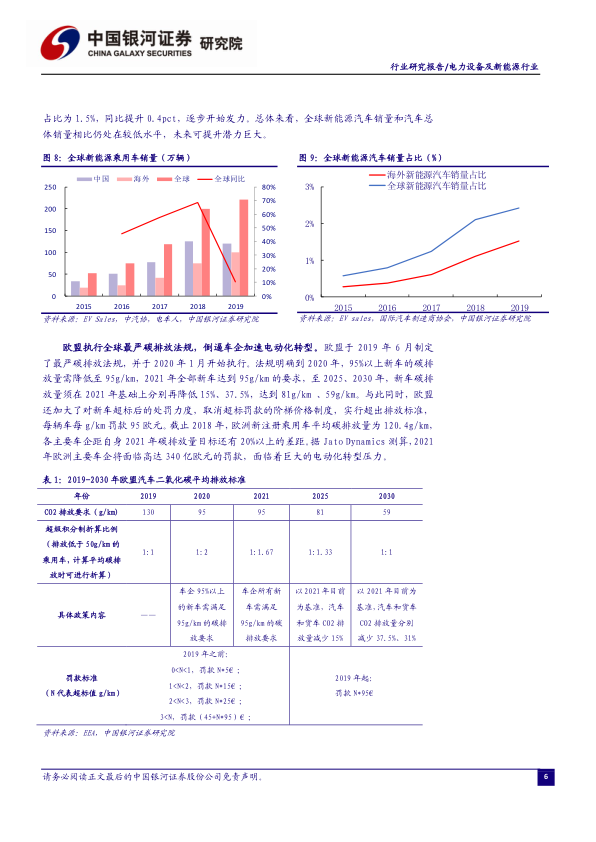 中国银河证券 研究院
CHINA GALAXY SECURITIES
行业研究报告/电力设备及新能源行业
占比为 1.5%，同比提升 0.4pct，逐步开始发力。总体来看，全球新能源汽车销量和汽车总
体销量相比仍处在较低水平，未来可提升潜力巨大。
图 8：全球新能源乘用车销量（万辆）
中国 海外 全球 全球同比
250
200
150
100
50
0
80%
70%
60%
50%
40%
30%
20%
10%
0%
2015 2016 2017 2018 2019
资料来源：EV Sales，中汽协，电车人，中国银河证券研究院
图 9：全球新能源汽车销量占比（%）
海外新能源汽车销量占比
全球新能源汽车销量占比
3%
2%
1%
0%
2015 2016 2017 2018 2019
资料来源：EV sales，国际汽车制造商协会，中国银河证券研究院
欧盟执行全球最严碳排放法规，倒逼车企加速电动化转型。欧盟于 2019 年 6 月制定
了最严碳排放法规，并于 2020 年 1 月开始执行。法规明确到 2020 年，95%以上新车的碳排
放量需降低至 95g/km，2021 年全部新车达到 95g/km 的要求，至 2025、2030 年，新车碳排
放量须在 2021 年基础上分别再降低 15%、37.5%，达到 81g/km 、59g/km。与此同时，欧盟
还加大了对新车超标后的处罚力度，取消超标罚款的阶梯价格制度，实行超出排放标准，
每辆车每 g/km 罚款 95 欧元。截止 2018 年，欧洲新注册乘用车平均碳排放量为 120.4g/km，
各主要车企距自身 2021 年碳排放量目标还有 20%以上的差距。据 Jato Dynamics 测算，2021
年欧洲主要车企将面临高达 340 亿欧元的罚款，面临着巨大的电动化转型压力。
表 1：2019-2030 年欧盟汽车二氧化碳平均排放标准
年份 2019 2020 2021 2025 2030
CO2 排放要求（g/km） 130 95 95 81 59
超级积分制折算比例
（排放低于 50g/km 的
乘用车，计算平均碳排
放时可进行折算）
1:1 1:2 1:1.67 1:1.33 1:1
具体政策内容
——
车企 95%以上
的新车需满足
95g/km 的碳排
放要求
车企所有新
车需满足
95g/km 的碳
排放要求
以 2021 年目前
为基准，汽车
和货车 CO2 排
放量减少 15%
以 2021 年目前为
基准，汽车和货车
CO2 排放量分别
减少 37.5%、31%
罚款标准
（N 代表超标值 g/km）
2019 年之前：
0<N<1，罚款 N*5€；
1<N<2，罚款 N*15€；
2<N<3，罚款 N*25€；
3<N，罚款（45+N*95）€；
2019 年起：
罚款 N*95€
资料来源：EEA，中国银河证券研究院
请务必阅读正文最后的中国银河证券股份公司免责声明。
6